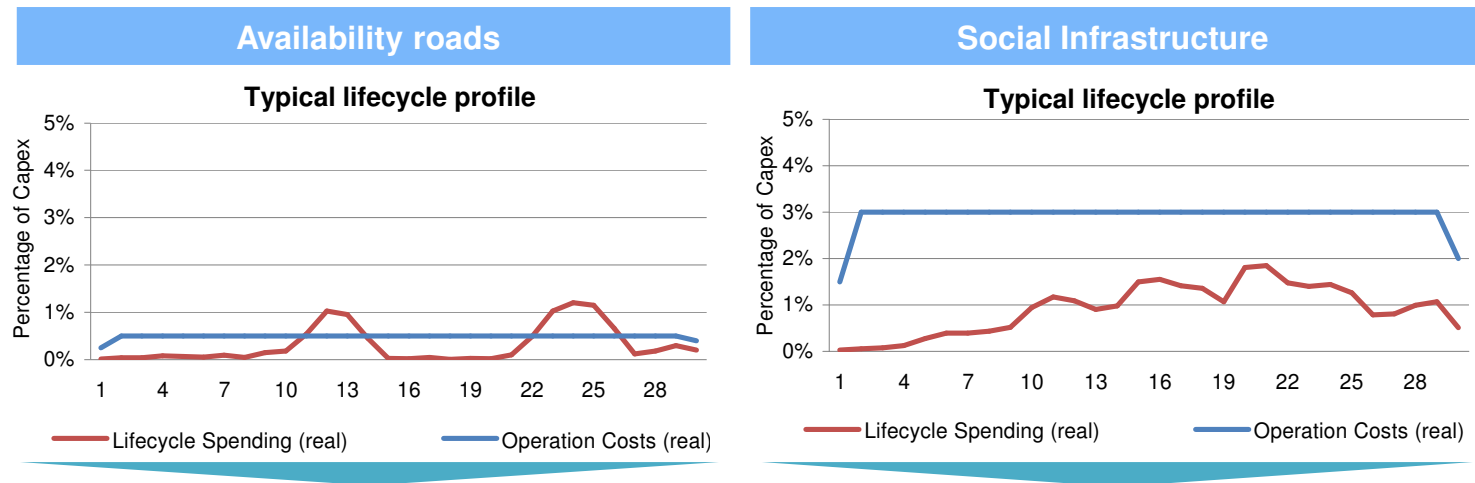 Availability roads
Typical lifecycle profile
Percentage of Capex
5%
4%
3%
2%
1%
0%
1 4 7 10 13 16 19 22 25 28
Lifecycle Spending (real) Operation Costs (real)
Social Infrastructure
Typical lifecycle profile
Percentage of Capex
5%
4%
3%
2%
1%
0%
1 4 7 10 13 16 19 22 25 28
Lifecycle Spending (real) Operation Costs (real)